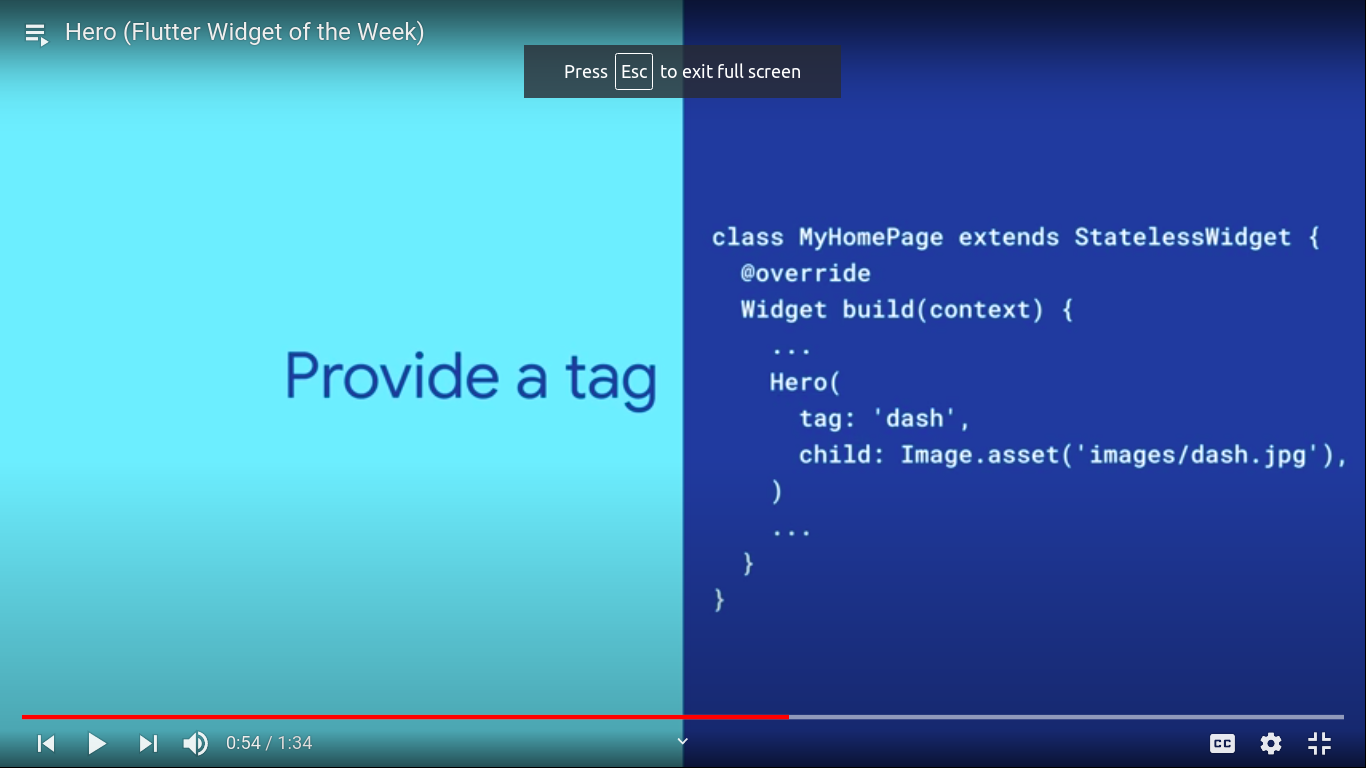 Hero (Flutter Widget of the Week)
Press Esc to exit full screen
Provide a tag
class MyHomePage extends StatelessWidget {
@override
Widget build(context) {
...
Hero(
tag: 'dash',
child: Image.asset('images/dash.jpg'),
)
...
}
}
0:54 / 1:34
CC